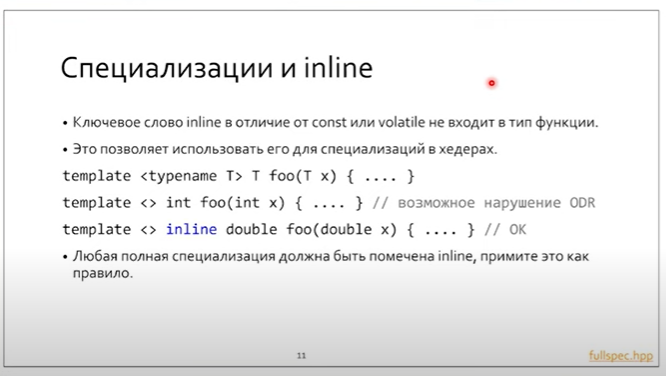 Специализации и inline
• Ключевое слово inline в отличие от const или volatile не входит в тип функции.
• Это позволяет использовать его для специализаций в хедерах.
template <typename T> T foo(T x) { .... }
template <> int foo(int x) { .... } // возможное нарушение ODR
template <> inline double foo(double x) { .... } // OK
• Любая полная специализация должна быть помечена inline, примите это как
правило.
11
fullspec.hpp